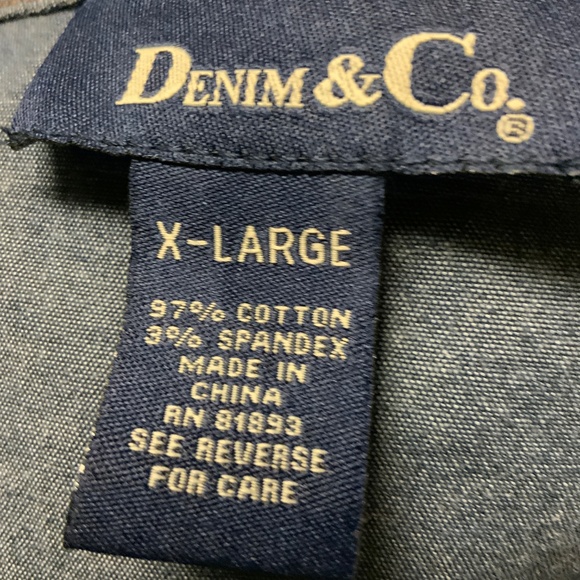 DENIM & CO.®
X-LARGE
97% COTTON
3% SPANDEX
MADE IN
CHINA
RN 81893
SEE REVERSE
FOR CARE